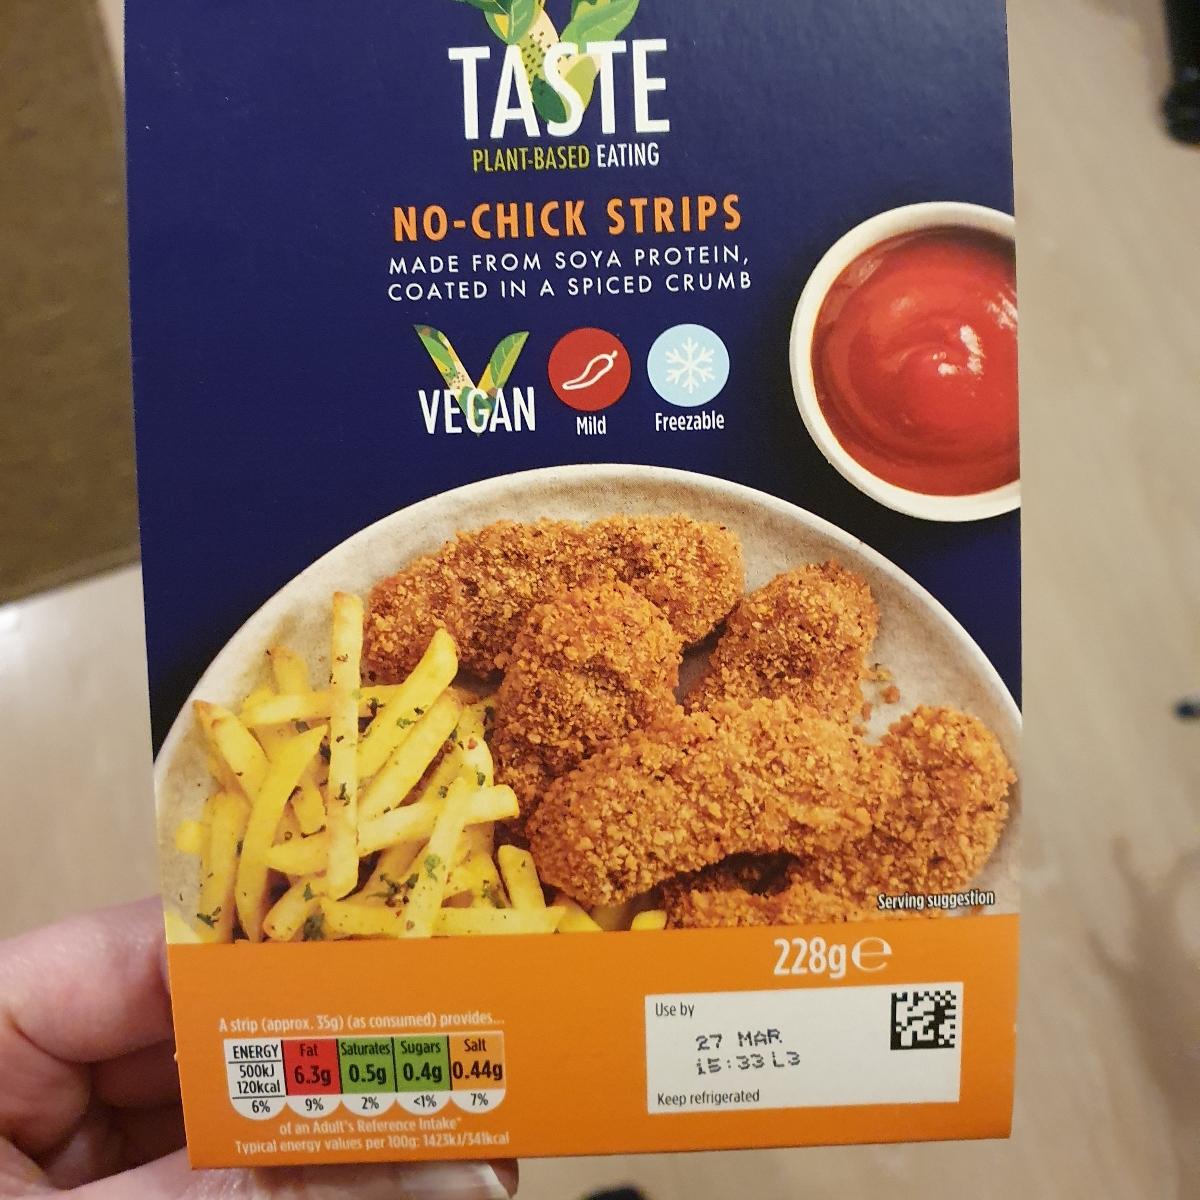 TASTE
PLANT-BASED EATING
NO-CHICK STRIPS
MADE FROM SOYA PROTEIN,
COATED IN A SPICED CRUMB
VEGAN
Mild
Freezable
Serving suggestion
228g℮
Use by
27 MAR
15:33 L3
Keep refrigerated
A strip (approx. 35g) (as consumed) provides...
ENERGY Fat Saturates Sugars Salt
500kJ
120kcal 6.3g 0.5g 0.4g 0.44g
6% 9% 2% <1% 7%
of an Adult's Reference Intake*
Typical energy values per 100g: 1423kJ/341kcal